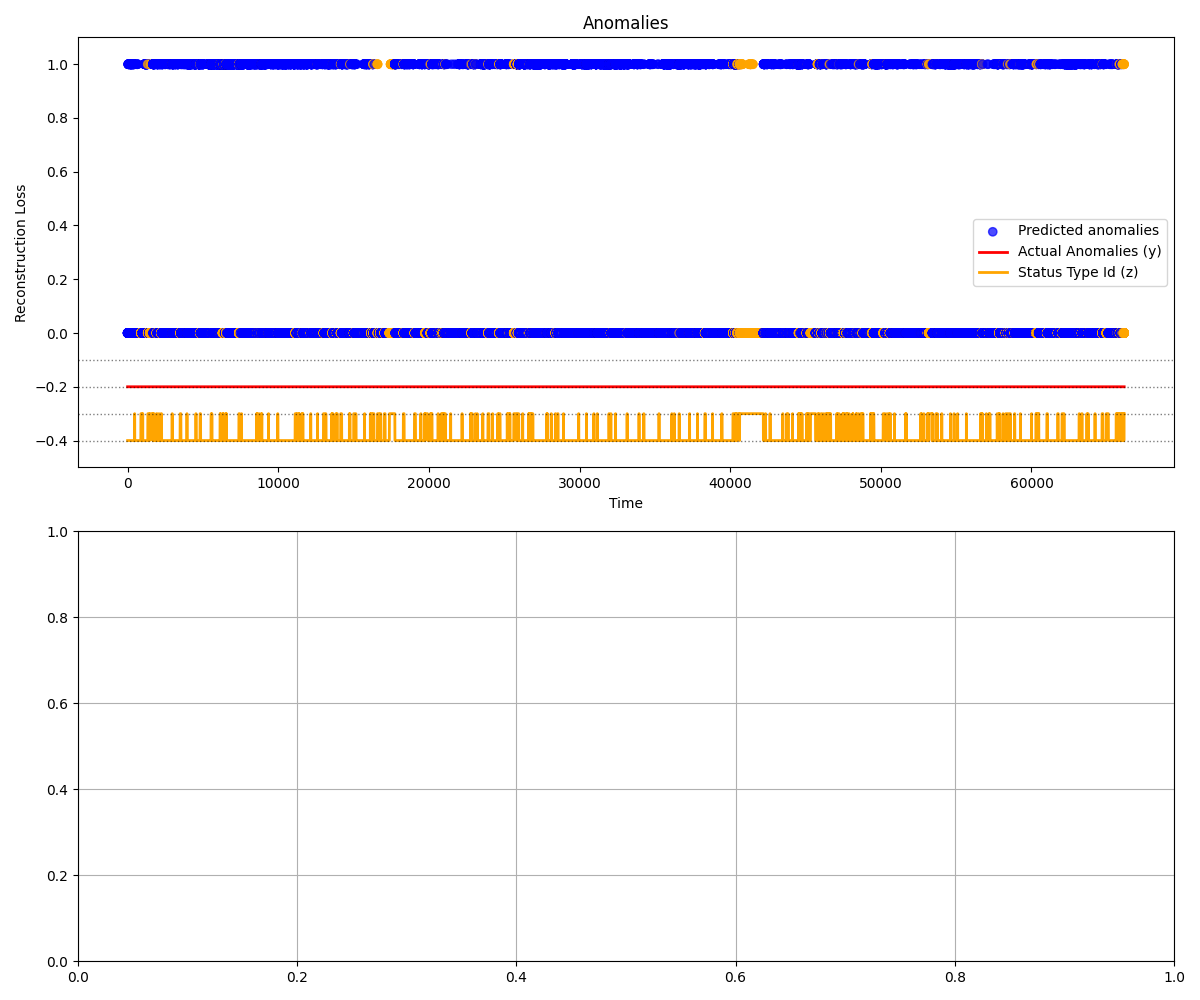 Anomalies
1.0
0.8
0.6
0.4
0.2
0.0
−0.2
−0.4
Reconstruction Loss
Predicted anomalies
Actual Anomalies (y)
Status Type Id (z)
0 10000 20000 30000 40000 50000 60000
Time
1.0
0.8
0.6
0.4
0.2
0.0
0.0 0.2 0.4 0.6 0.8 1.0